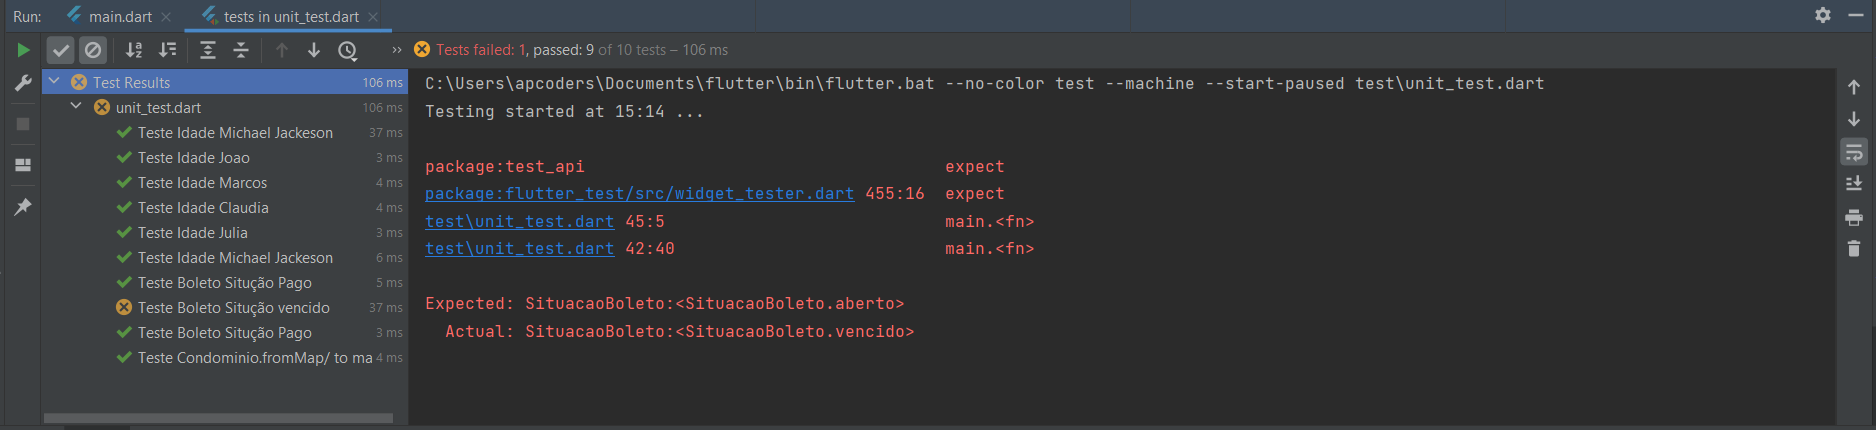 Run: main.dart tests in unit_test.dart
Tests failed: 1, passed: 9 of 10 tests – 106 ms
Test Results 106 ms
unit_test.dart 106 ms
Teste Idade Michael Jackeson 37 ms
Teste Idade Joao 3 ms
Teste Idade Marcos 4 ms
Teste Idade Claudia 4 ms
Teste Idade Julia 3 ms
Teste Idade Michael Jackeson 6 ms
Teste Boleto Situção Pago 5 ms
Teste Boleto Situção vencido 37 ms
Teste Boleto Situção Pago 3 ms
Teste Condominio.fromMap/ to ma 4 ms
C:\Users\apcoders\Documents\flutter\bin\flutter.bat --no-color test --machine --start-paused test\unit_test.dart
Testing started at 15:14 ...
package:test_api expect
package:flutter_test/src/widget_tester.dart 455:16 expect
test\unit_test.dart 45:5 main.<fn>
test\unit_test.dart 42:40 main.<fn>
Expected: SituacaoBoleto:<SituacaoBoleto.aberto>
Actual: SituacaoBoleto:<SituacaoBoleto.vencido>